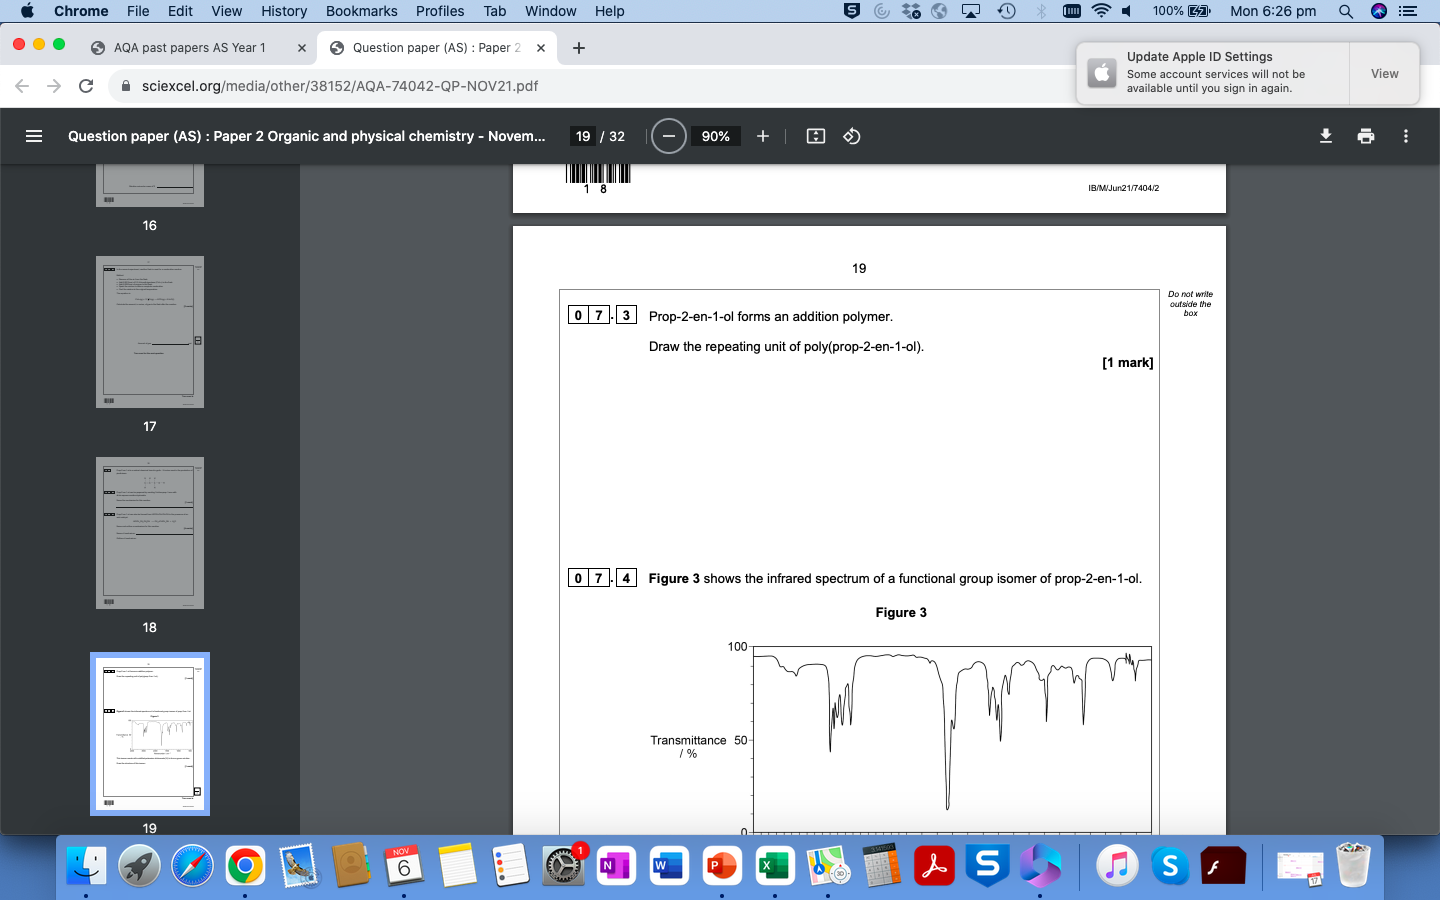 Chrome File Edit View History Bookmarks Profiles Tab Window Help
100% Mon 6:26 pm
AQA past papers AS Year 1
Question paper (AS) : Paper 2
Update Apple ID Settings
Some account services will not be
available until you sign in again.
View
sciexcel.org/media/other/38152/AQA-74042-QP-NOV21.pdf
Question paper (AS) : Paper 2 Organic and physical chemistry - Novem...
19 / 32
90%
16
17
18
19
1 8
IB/M/Jun21/7404/2
19
Do not write
outside the
box
0 7 . 3 Prop-2-en-1-ol forms an addition polymer.
Draw the repeating unit of poly(prop-2-en-1-ol).
[1 mark]
0 7 . 4 Figure 3 shows the infrared spectrum of a functional group isomer of prop-2-en-1-ol.
Figure 3
100
Transmittance 50
/ %
0
NOV
6
1
3D
17